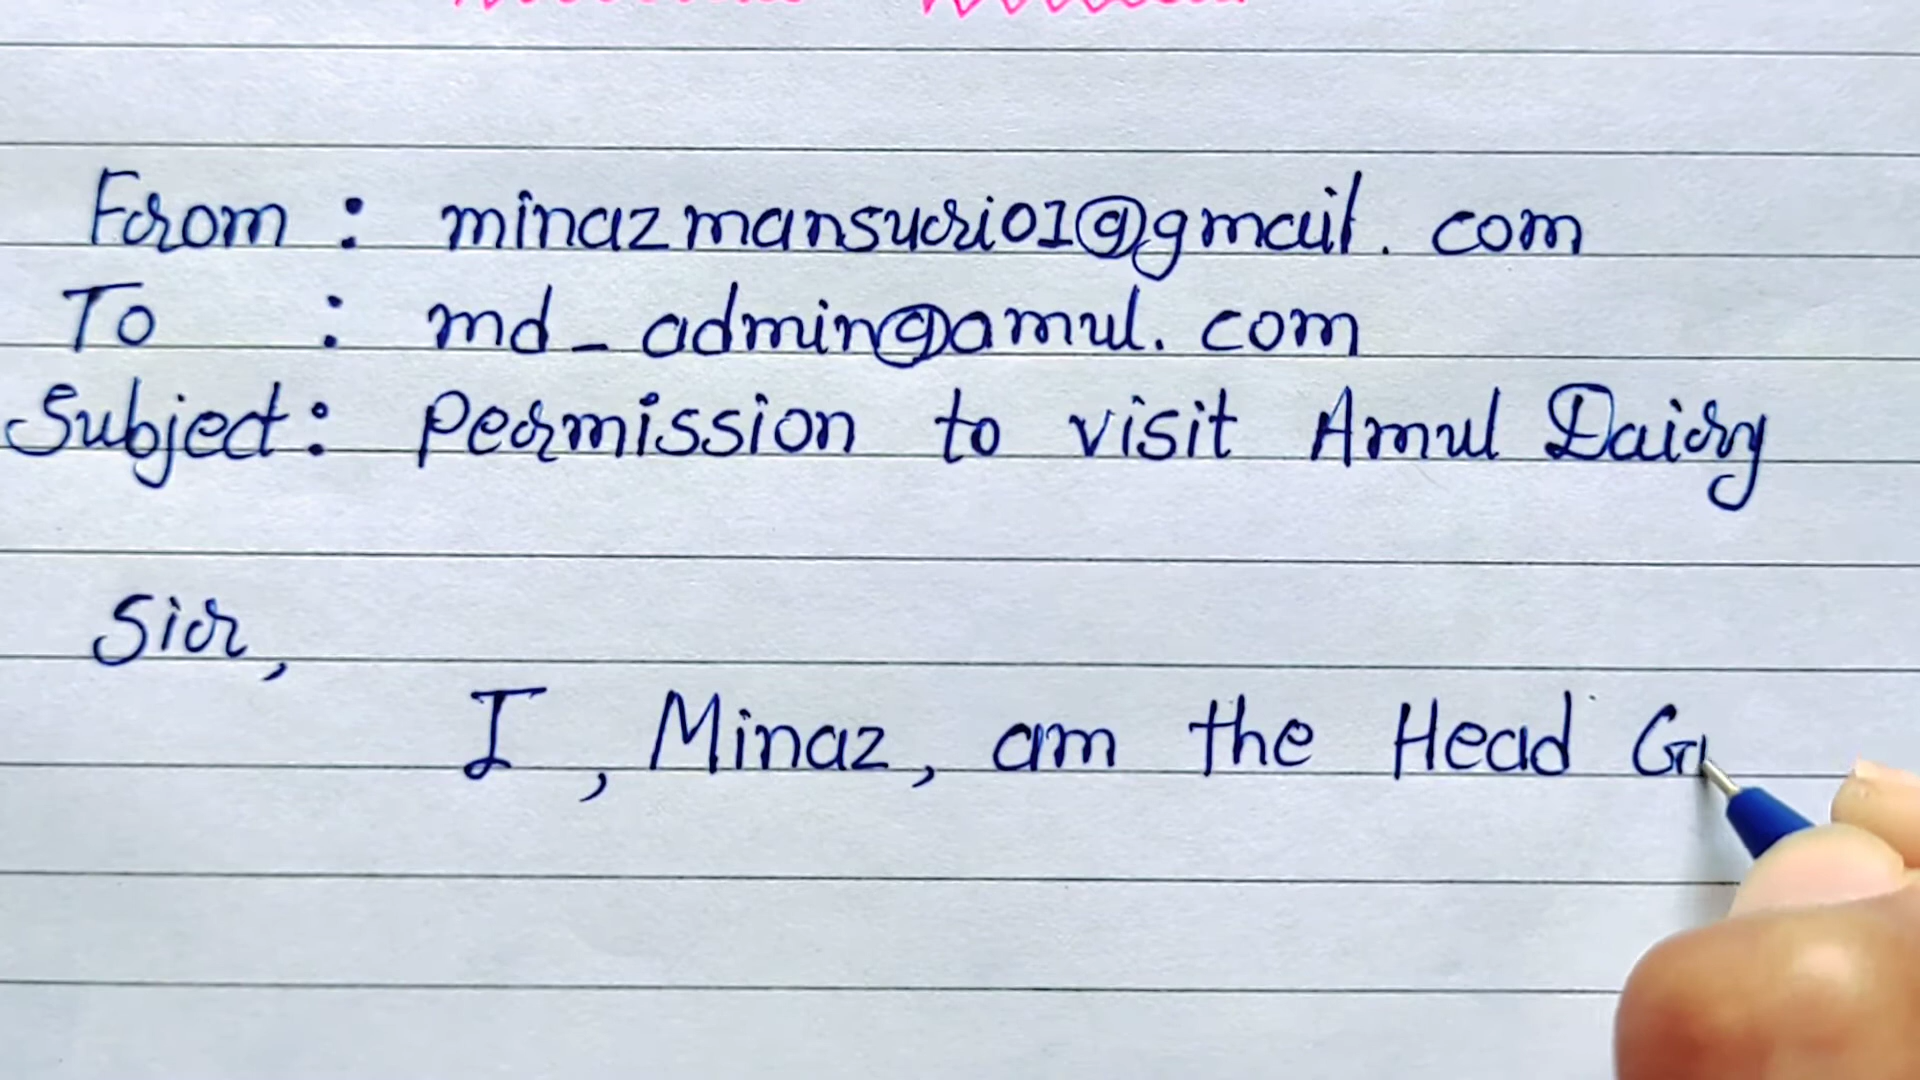 From : minazmansuri01@gmail.com
To : md_admin@amul.com
Subject: Permission to visit Amul Dairy
Sir,
I, Minaz, am the Head